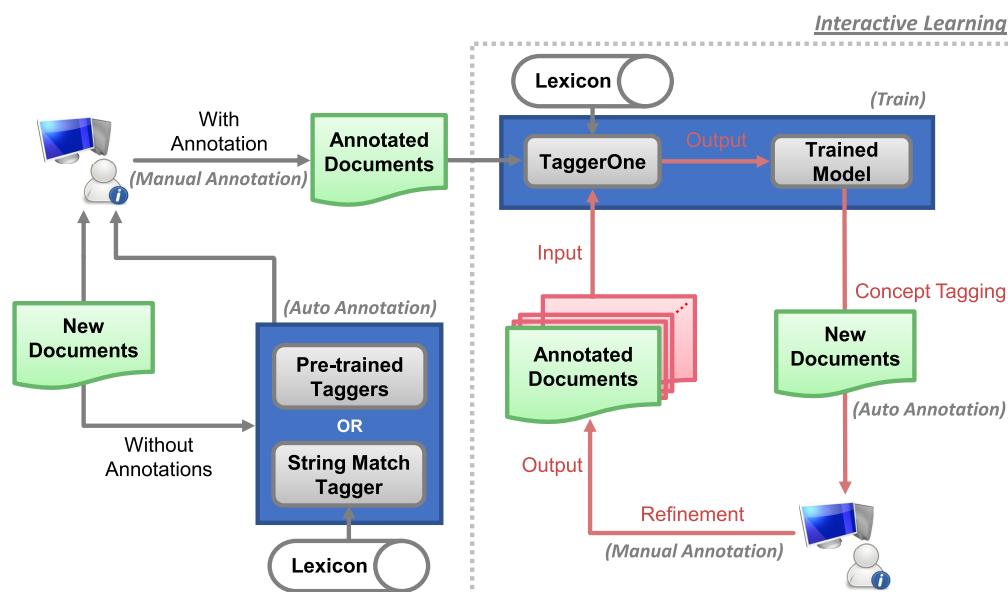 Interactive Learning
Lexicon
(Train)
With
Annotation
(Manual Annotation)
Annotated
Documents
TaggerOne
Output
Trained
Model
Input
Concept Tagging
New
Documents
(Auto Annotation)
Pre-trained
Taggers
OR
String Match
Tagger
Without
Annotations
Lexicon
Annotated
Documents
New
Documents
(Auto Annotation)
Output
Refinement
(Manual Annotation)